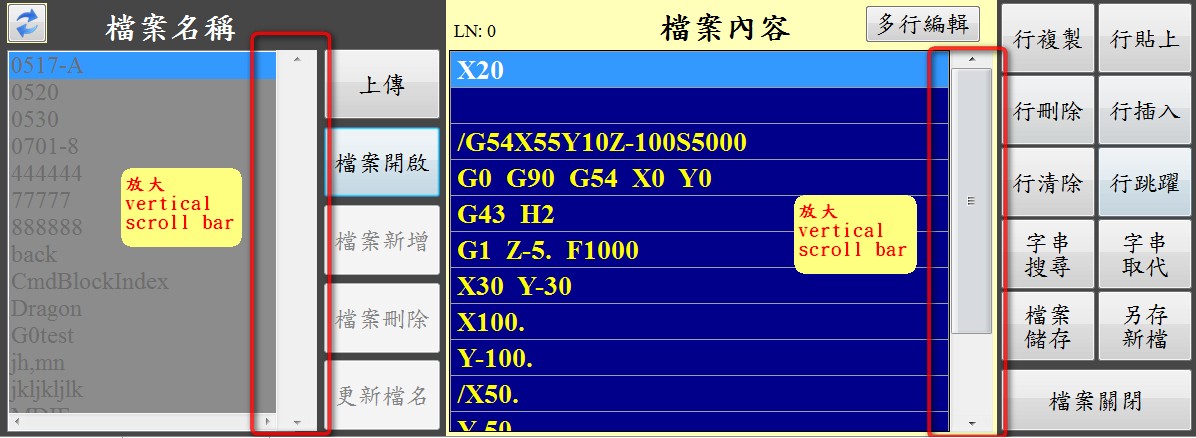 檔案名稱
0517-A
0520
0530
0701-8
444444
77777
888888
back
CmdBlockIndex
Dragon
G0test
jh,mn
jkljkljlk
放大
vertical
scroll bar
上傳
檔案開啟
檔案新增
檔案刪除
更新檔名
LN: 0
檔案內容
多行編輯
X20
/G54X55Y10Z-100S5000
G0 G90 G54 X0 Y0
G43 H2
G1 Z-5. F1000
X30 Y-30
X100.
Y-100.
/X50.
Y-50
放大
vertical
scroll bar
行複製
行貼上
行刪除
行插入
行清除
行跳躍
字串
搜尋
字串
取代
檔案
儲存
另存
新檔
檔案關閉